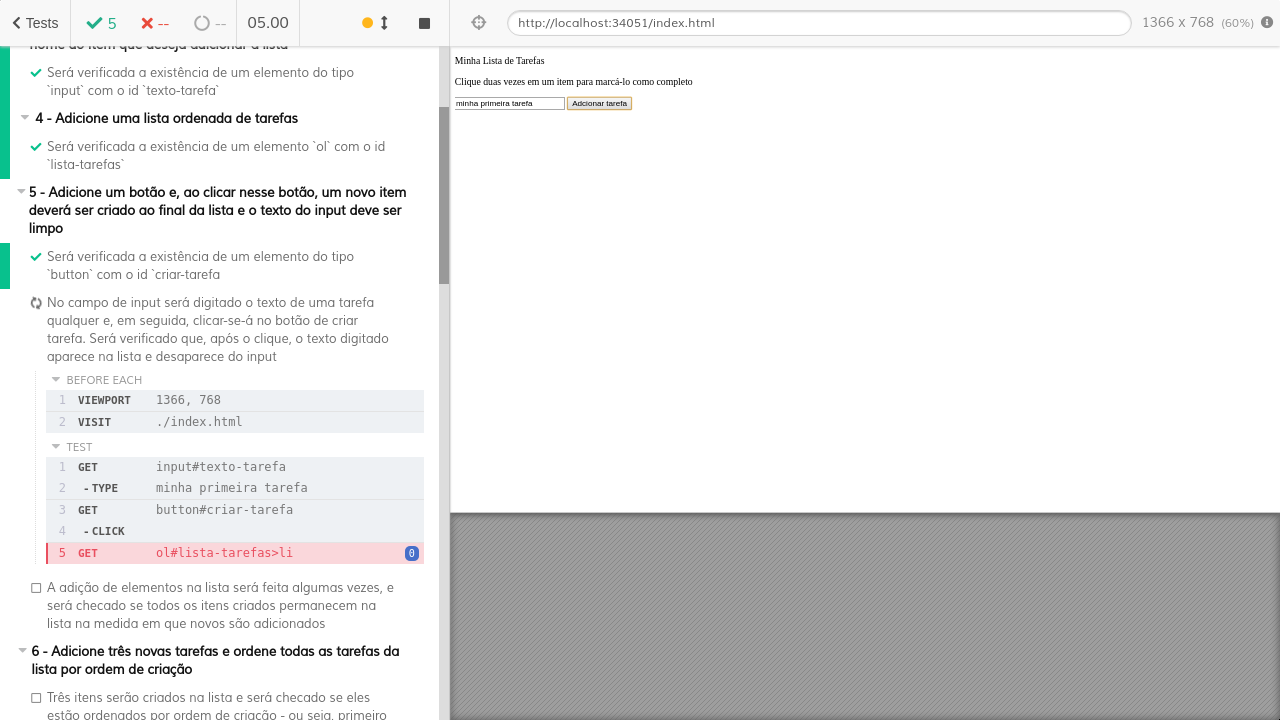 Tests
5
--
--
05.00
http://localhost:34051/index.html
1366 x 768 (60%)
nome do item que deseja adicionar à lista
Será verificada a existência de um elemento do tipo
`input` com o id `texto-tarefa`
4 - Adicione uma lista ordenada de tarefas
Será verificada a existência de um elemento `ol` com o id
`lista-tarefas`
5 - Adicione um botão e, ao clicar nesse botão, um novo item
deverá ser criado ao final da lista e o texto do input deve ser
limpo
Será verificada a existência de um elemento do tipo
`button` com o id `criar-tarefa
No campo de input será digitado o texto de uma tarefa
qualquer e, em seguida, clicar-se-á no botão de criar
tarefa. Será verificado que, após o clique, o texto digitado
aparece na lista e desaparece do input
BEFORE EACH
1 VIEWPORT 1366, 768
2 VISIT ./index.html
TEST
1 GET input#texto-tarefa
2 -TYPE minha primeira tarefa
3 GET button#criar-tarefa
4 -CLICK
5 GET ol#lista-tarefas>li 0
A adição de elementos na lista será feita algumas vezes, e
será checado se todos os itens criados permanecem na
lista na medida em que novos são adicionados
6 - Adicione três novas tarefas e ordene todas as tarefas da
lista por ordem de criação
Três itens serão criados na lista e será checado se eles
estão ordenados por ordem de criação - ou seja, primeiro
Minha Lista de Tarefas
Clique duas vezes em um item para marcá-lo como completo
minha primeira tarefa
Adcionar tarefa